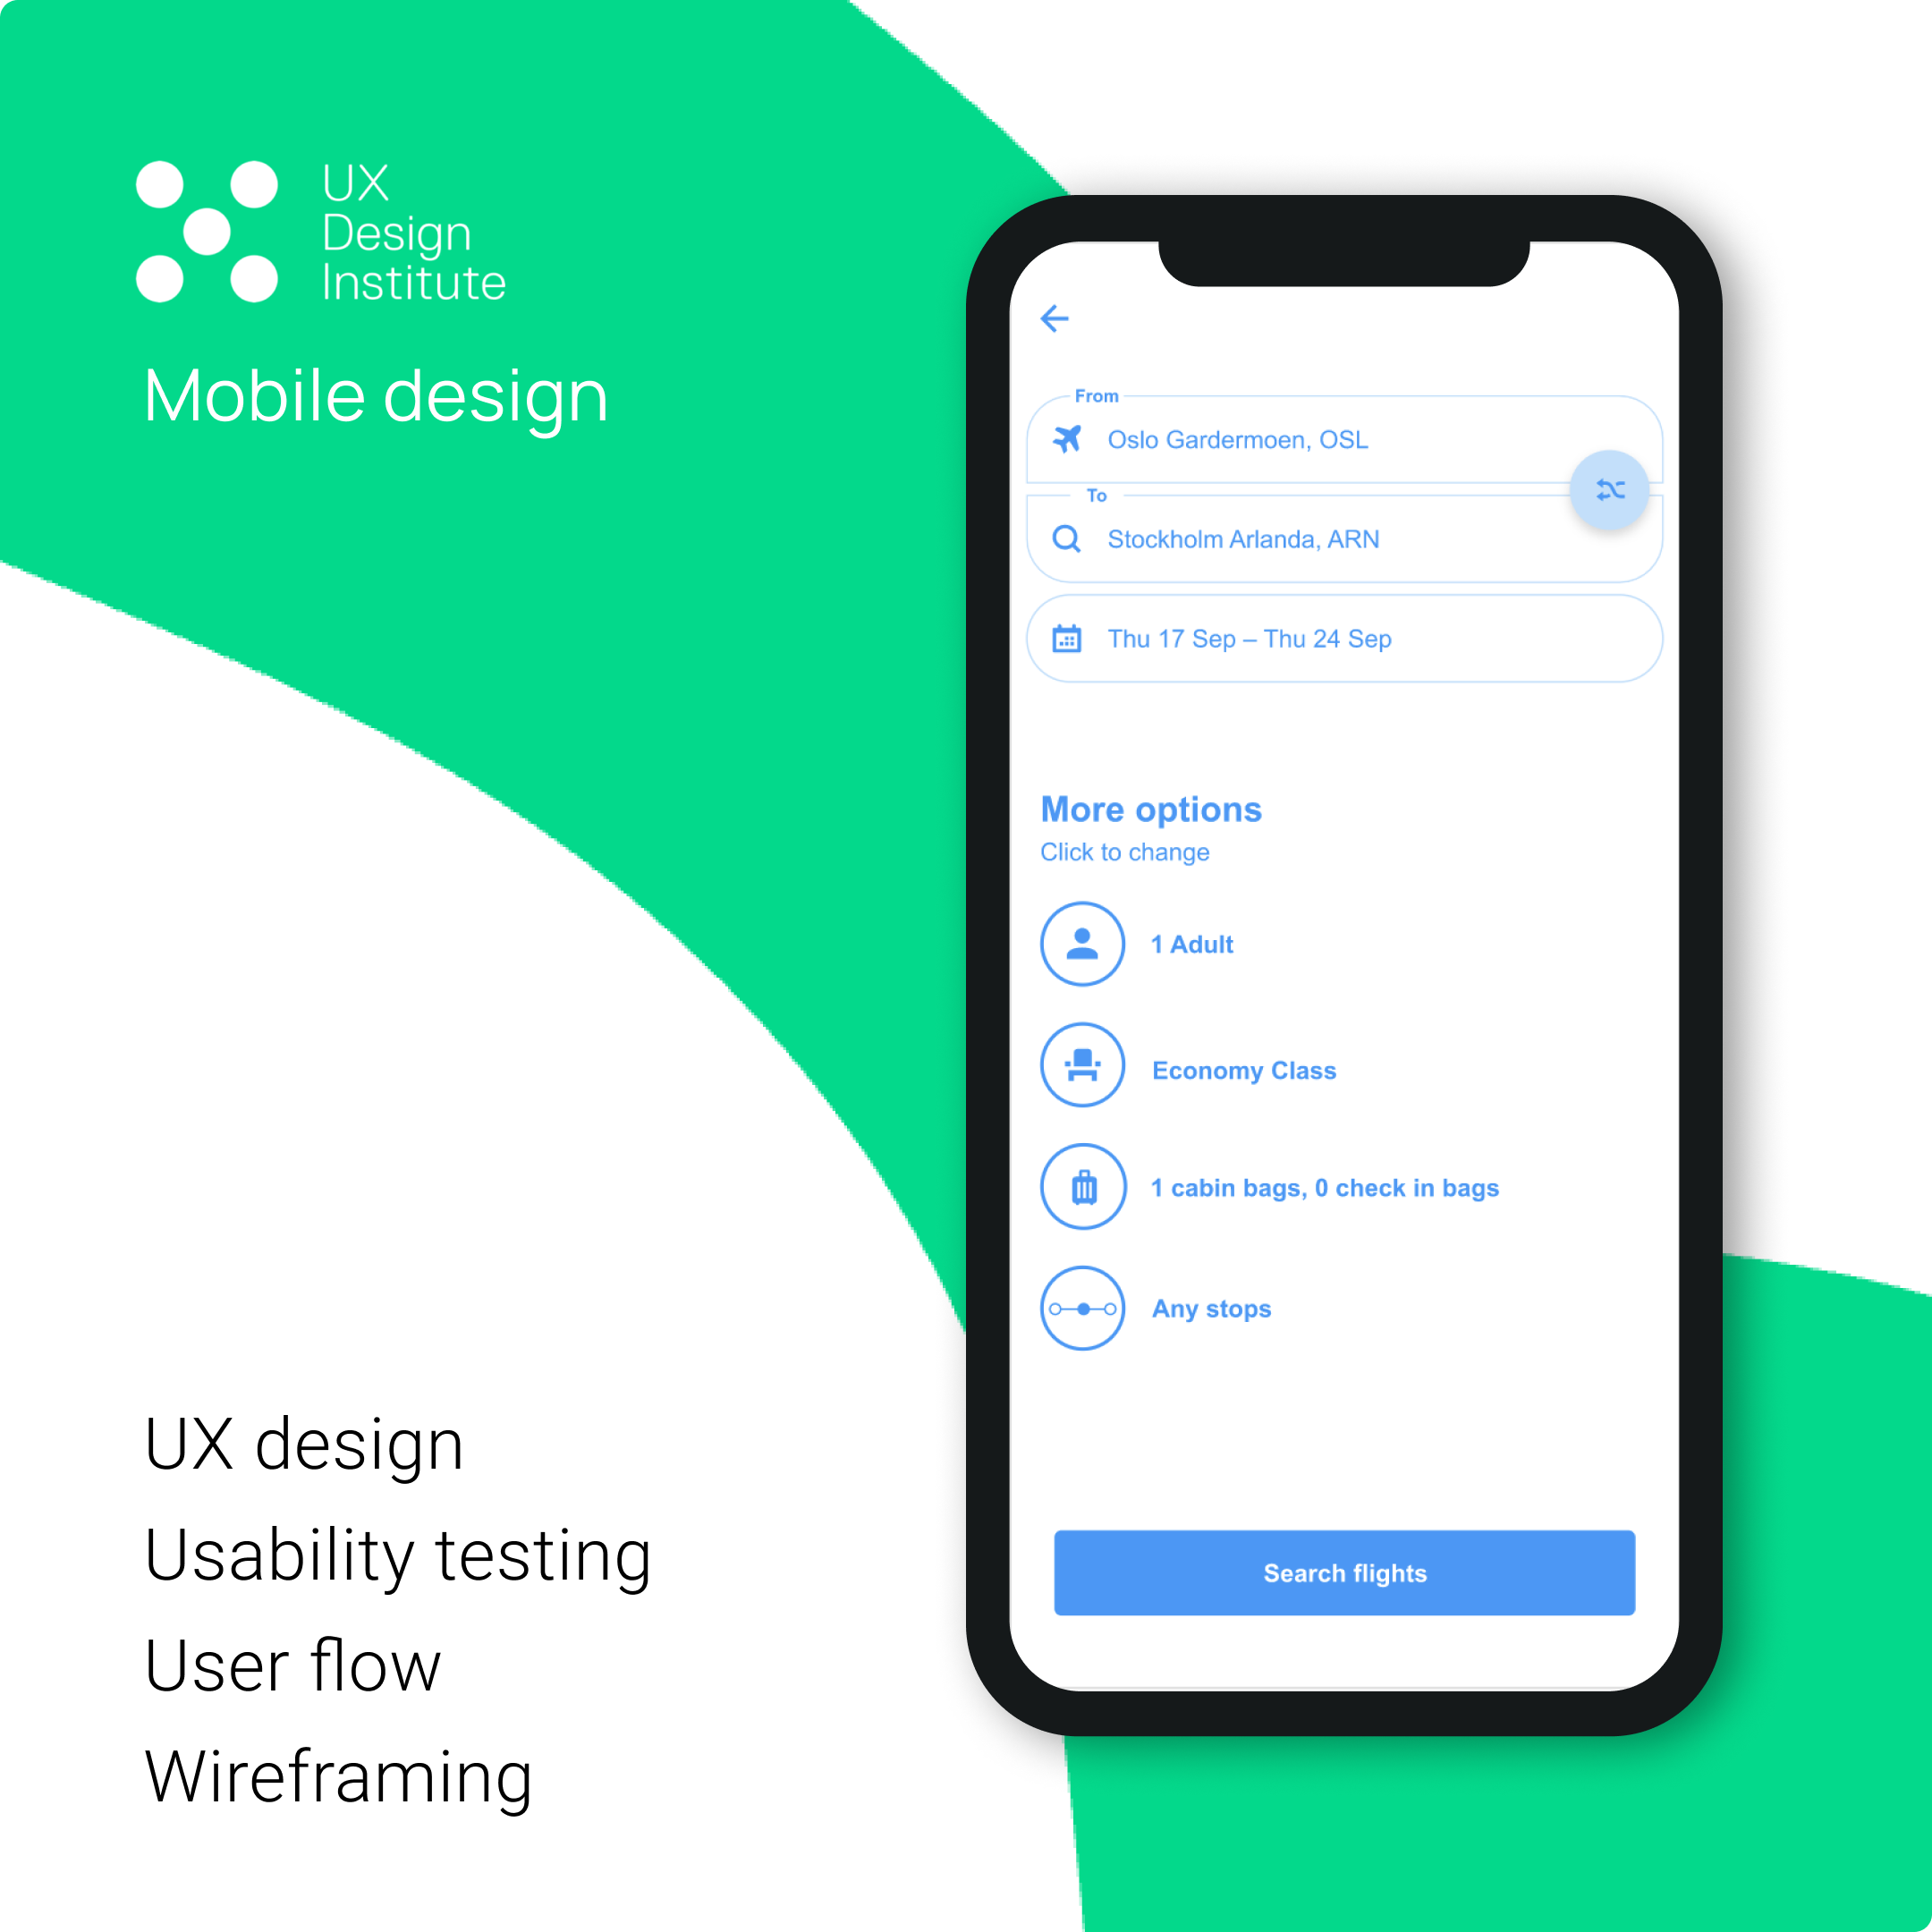 UX
Design
Institute
Mobile design
From
Oslo Gardermoen, OSL
To
Stockholm Arlanda, ARN
Thu 17 Sep – Thu 24 Sep
More options
Click to change
1 Adult
Economy Class
1 cabin bags, 0 check in bags
Any stops
Search flights
UX design
Usability testing
User flow
Wireframing